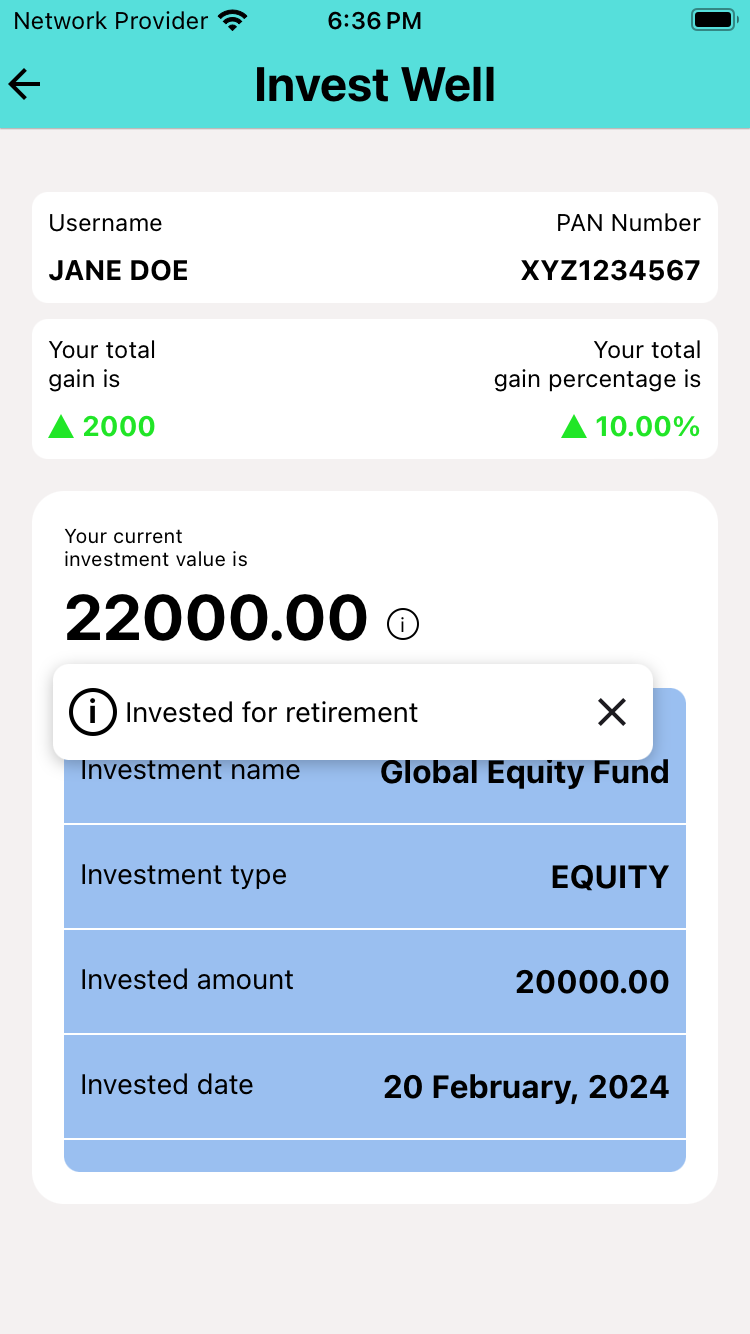 Network Provider 6:36 PM
Invest Well
Username PAN Number
JANE DOE XYZ1234567
Your total Your total
gain is gain percentage is
2000 10.00%
Your current
investment value is
22000.00
Invested for retirement
Investment name Global Equity Fund
Investment type EQUITY
Invested amount 20000.00
Invested date 20 February, 2024